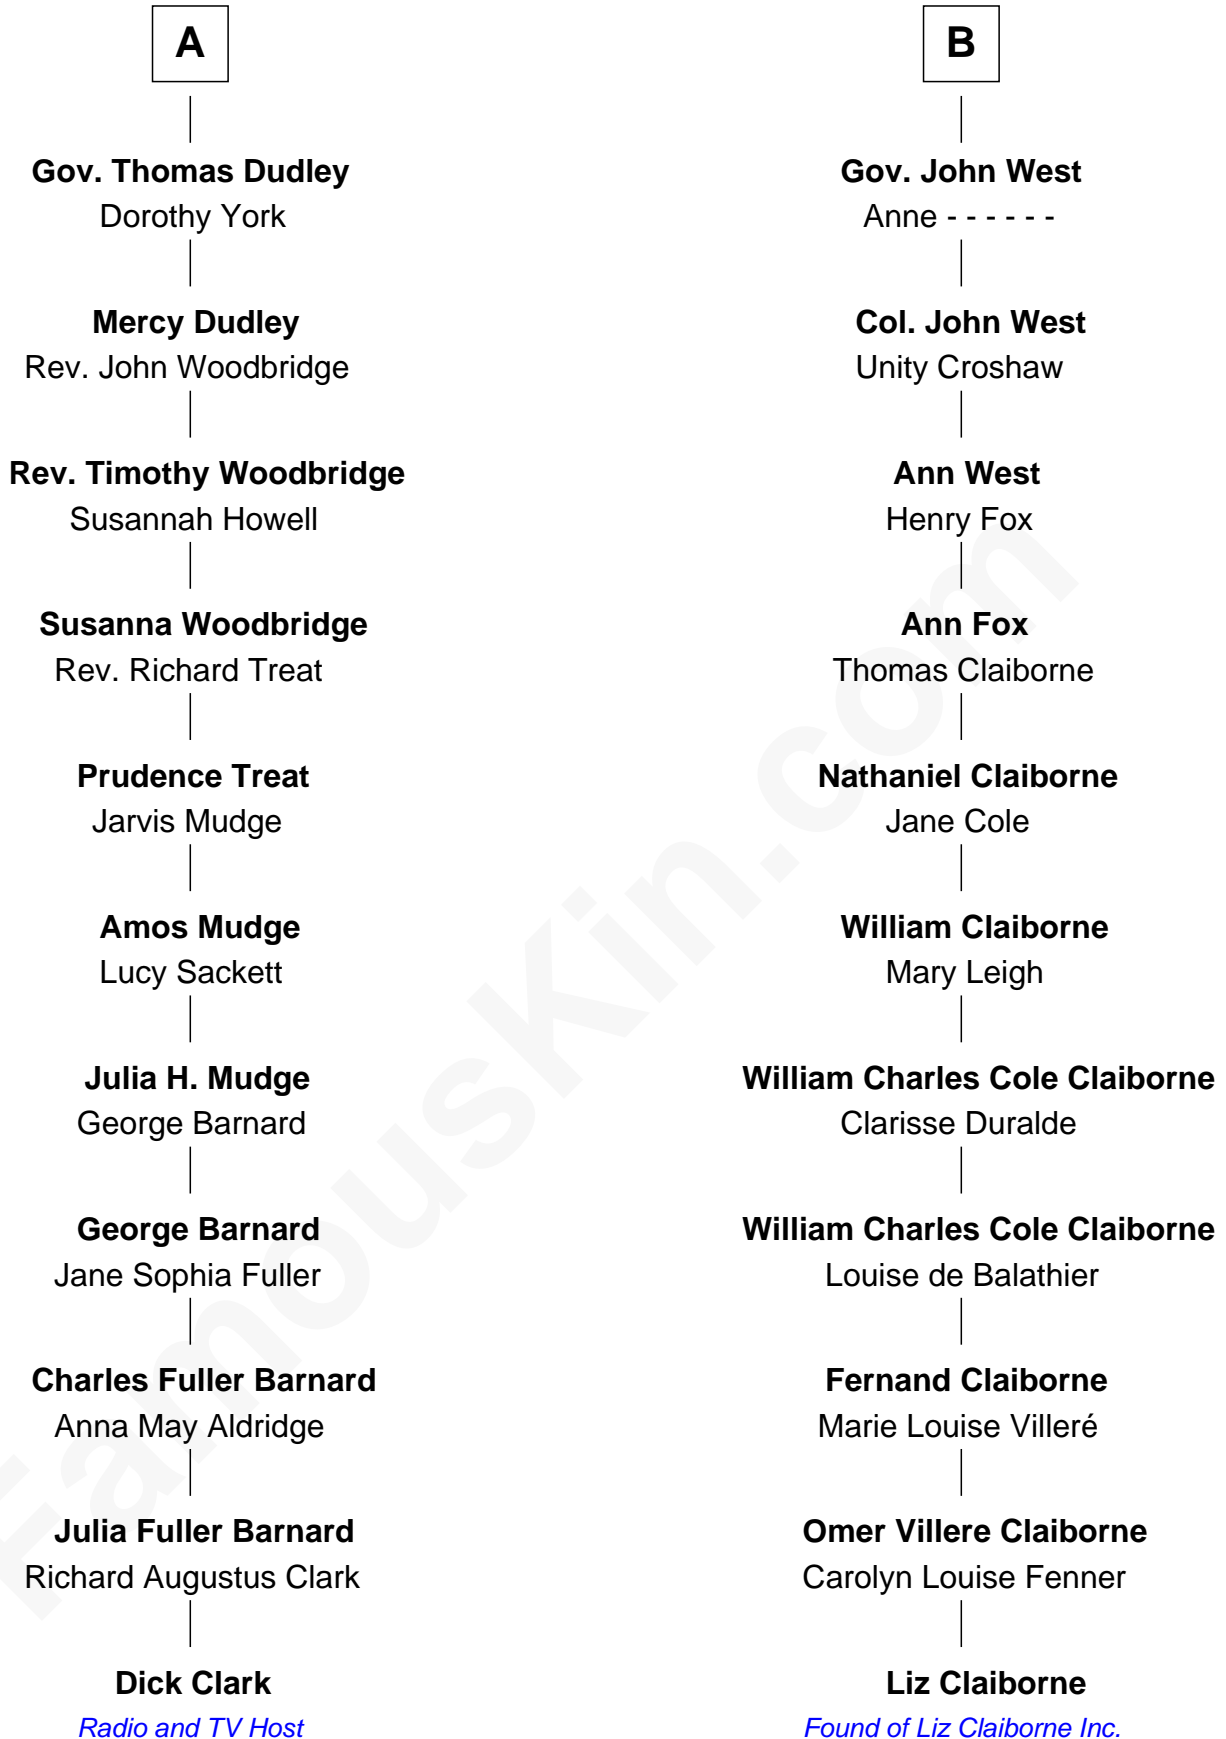 A
Gov. Thomas Dudley
Dorothy York
Mercy Dudley
Rev. John Woodbridge
Rev. Timothy Woodbridge
Susannah Howell
Susanna Woodbridge
Rev. Richard Treat
Prudence Treat
Jarvis Mudge
Amos Mudge
Lucy Sackett
Julia H. Mudge
George Barnard
George Barnard
Jane Sophia Fuller
Charles Fuller Barnard
Anna May Aldridge
Julia Fuller Barnard
Richard Augustus Clark
Dick Clark
Radio and TV Host
B
Gov. John West
Anne - - - - - -
Col. John West
Unity Croshaw
Ann West
Henry Fox
Ann Fox
Thomas Claiborne
Nathaniel Claiborne
Jane Cole
William Claiborne
Mary Leigh
William Charles Cole Claiborne
Clarisse Duralde
William Charles Cole Claiborne
Louise de Balathier
Fernand Claiborne
Marie Louise Villeré
Omer Villere Claiborne
Carolyn Louise Fenner
Liz Claiborne
Found of Liz Claiborne Inc.
FamousKin.com